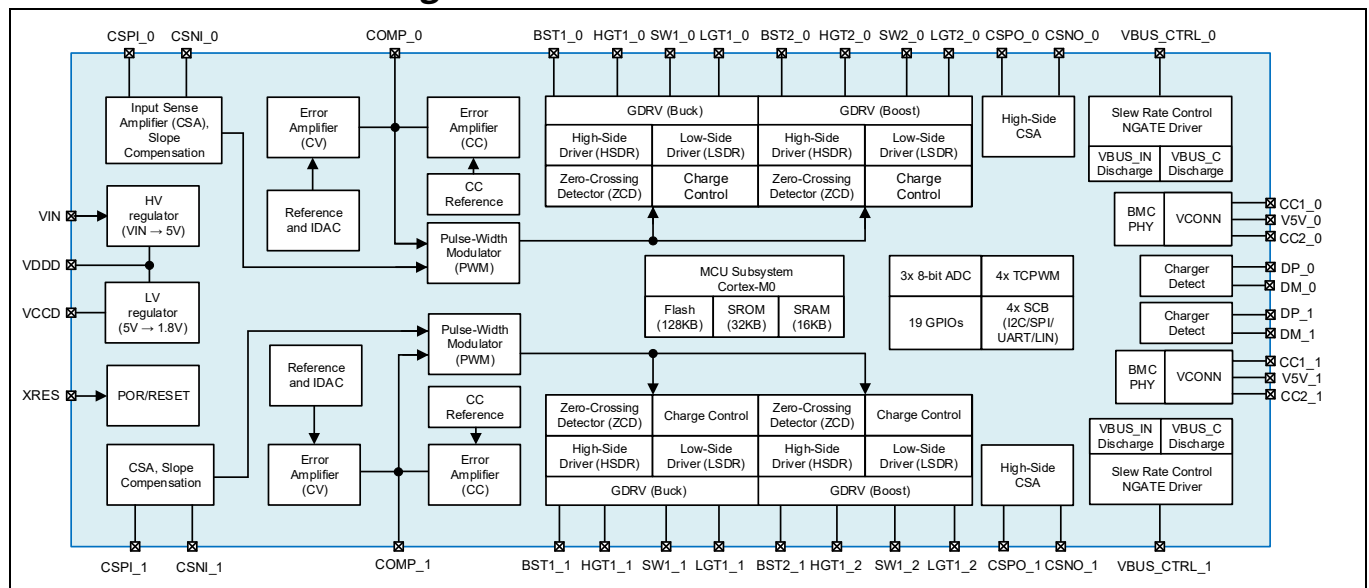 CSPI_0 CSNI_0 COMP_0 BST1_0 HGT1_0 SW1_0 LGT1_0 BST2_0 HGT2_0 SW2_0 LGT2_0 CSPO_0 CSNO_0 VBUS_CTRL_0
Input Sense
Amplifier (CSA),
Slope
Compensation
Error
Amplifier
(CV)
Error
Amplifier
(CC)
Reference
and IDAC
CC
Reference
Pulse-Width
Modulator
(PWM)
GDRV (Buck)
High-Side
Driver (HSDR)
Low-Side
Driver (LSDR)
Zero-Crossing
Detector (ZCD)
Charge
Control
GDRV (Boost)
High-Side
Driver (HSDR)
Low-Side
Driver (LSDR)
Zero-Crossing
Detector (ZCD)
Charge
Control
High-Side
CSA
Slew Rate Control
NGATE Driver
VBUS_IN
Discharge
VBUS_C
Discharge
VIN
HV
regulator
(VIN → 5V)
VDDD
VCCD
LV
regulator
(5V → 1.8V)
XRES
POR/RESET
MCU Subsystem
Cortex-M0
Flash
(128KB)
SROM
(32KB)
SRAM
(16KB)
3x 8-bit ADC
4x TCPWM
19 GPIOs
4x SCB
(I2C/SPI/
UART/LIN)
BMC
PHY
VCONN
CC1_0
V5V_0
CC2_0
Charger
Detect
DP_0
DM_0
Charger
Detect
DP_1
DM_1
BMC
PHY
VCONN
CC1_1
V5V_1
CC2_1
Pulse-Width
Modulator
(PWM)
Reference
and IDAC
CC
Reference
CSA, Slope
Compensation
Error
Amplifier
(CV)
Error
Amplifier
(CC)
Zero-Crossing
Detector (ZCD)
Charge Control
High-Side
Driver (HSDR)
Low-Side
Driver (LSDR)
GDRV (Buck)
Zero-Crossing
Detector (ZCD)
Charge Control
High-Side
Driver (HSDR)
Low-Side
Driver (LSDR)
GDRV (Boost)
High-Side
CSA
VBUS_IN
Discharge
VBUS_C
Discharge
Slew Rate Control
NGATE Driver
CSPI_1 CSNI_1 COMP_1 BST1_1 HGT1_1 SW1_1 LGT1_1 BST2_1 HGT1_2 SW1_2 LGT1_2 CSPO_1 CSNO_1 VBUS_CTRL_1